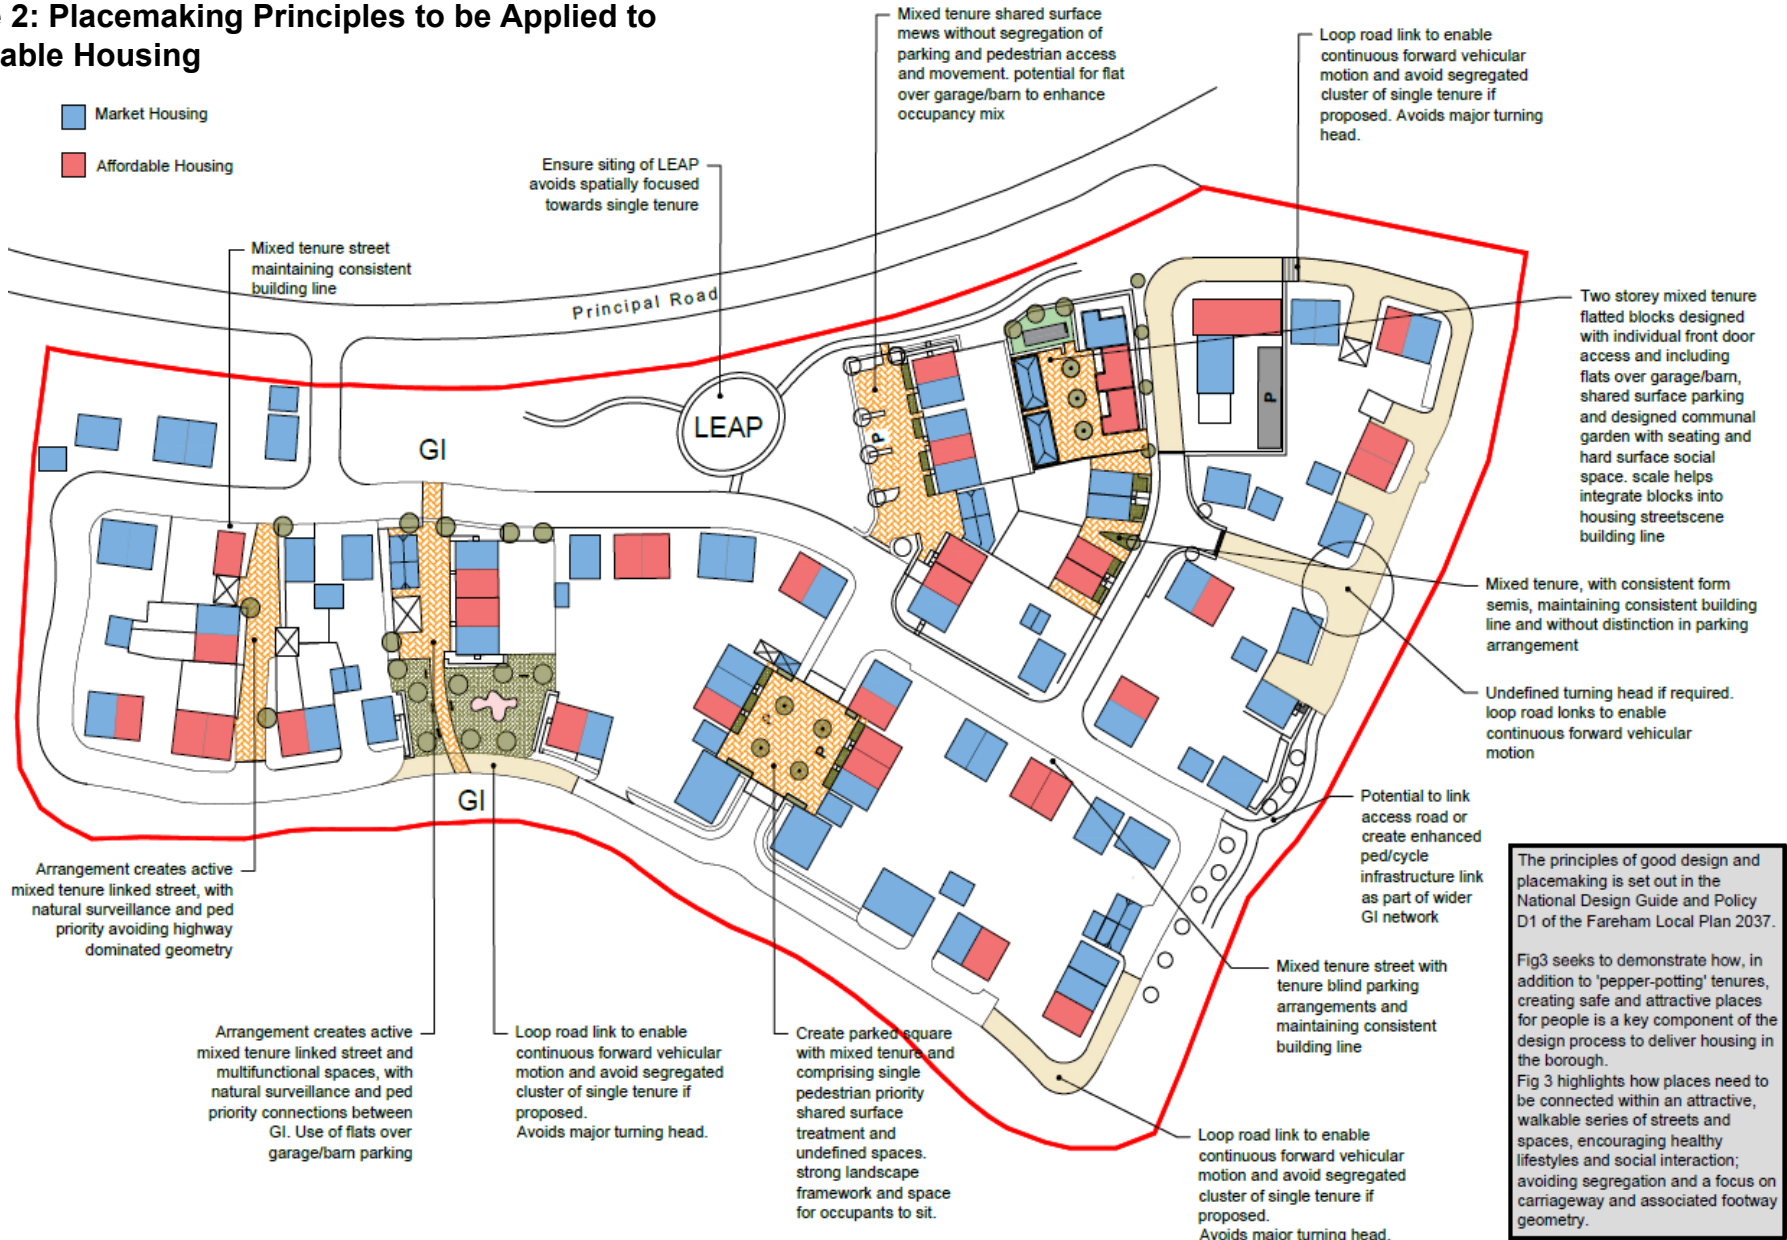 e 2: Placemaking Principles to be Applied to
able Housing
Market Housing
Affordable Housing
Mixed tenure shared surface
mews without segregation of
parking and pedestrian access
and movement. potential for flat
over garage/barn to enhance
occupancy mix
Loop road link to enable
continuous forward vehicular
motion and avoid segregated
cluster of single tenure if
proposed. Avoids major turning
head.
Ensure siting of LEAP
avoids spatially focused
towards single tenure
Mixed tenure street
maintaining consistent
building line
Principal Road
Two storey mixed tenure
flatted blocks designed
with individual front door
access and including
flats over garage/barn,
shared surface parking
and designed communal
garden with seating and
hard surface social
space. scale helps
integrate blocks into
housing streetscene
building line
LEAP
GI
P
P
Mixed tenure, with consistent form
semis, maintaining consistent building
line and without distinction in parking
arrangement
Undefined turning head if required.
loop road lonks to enable
continuous forward vehicular
motion
P
GI
Potential to link
access road or
create enhanced
ped/cycle
infrastructure link
as part of wider
GI network
Arrangement creates active
mixed tenure linked street, with
natural surveillance and ped
priority avoiding highway
dominated geometry
Mixed tenure street with
tenure blind parking
arrangements and
maintaining consistent
building line
Arrangement creates active
mixed tenure linked street and
multifunctional spaces, with
natural surveillance and ped
priority connections between
GI. Use of flats over
garage/barn parking
Loop road link to enable
continuous forward vehicular
motion and avoid segregated
cluster of single tenure if
proposed.
Avoids major turning head.
Create parked square
with mixed tenure and
comprising single
pedestrian priority
shared surface
treatment and
undefined spaces.
strong landscape
framework and space
for occupants to sit.
Loop road link to enable
continuous forward vehicular
motion and avoid segregated
cluster of single tenure if
proposed.
Avoids major turning head.
The principles of good design and
placemaking is set out in the
National Design Guide and Policy
D1 of the Fareham Local Plan 2037.
Fig3 seeks to demonstrate how, in
addition to 'pepper-potting' tenures,
creating safe and attractive places
for people is a key component of the
design process to deliver housing in
the borough.
Fig 3 highlights how places need to
be connected within an attractive,
walkable series of streets and
spaces, encouraging healthy
lifestyles and social interaction;
avoiding segregation and a focus on
carriageway and associated footway
geometry.